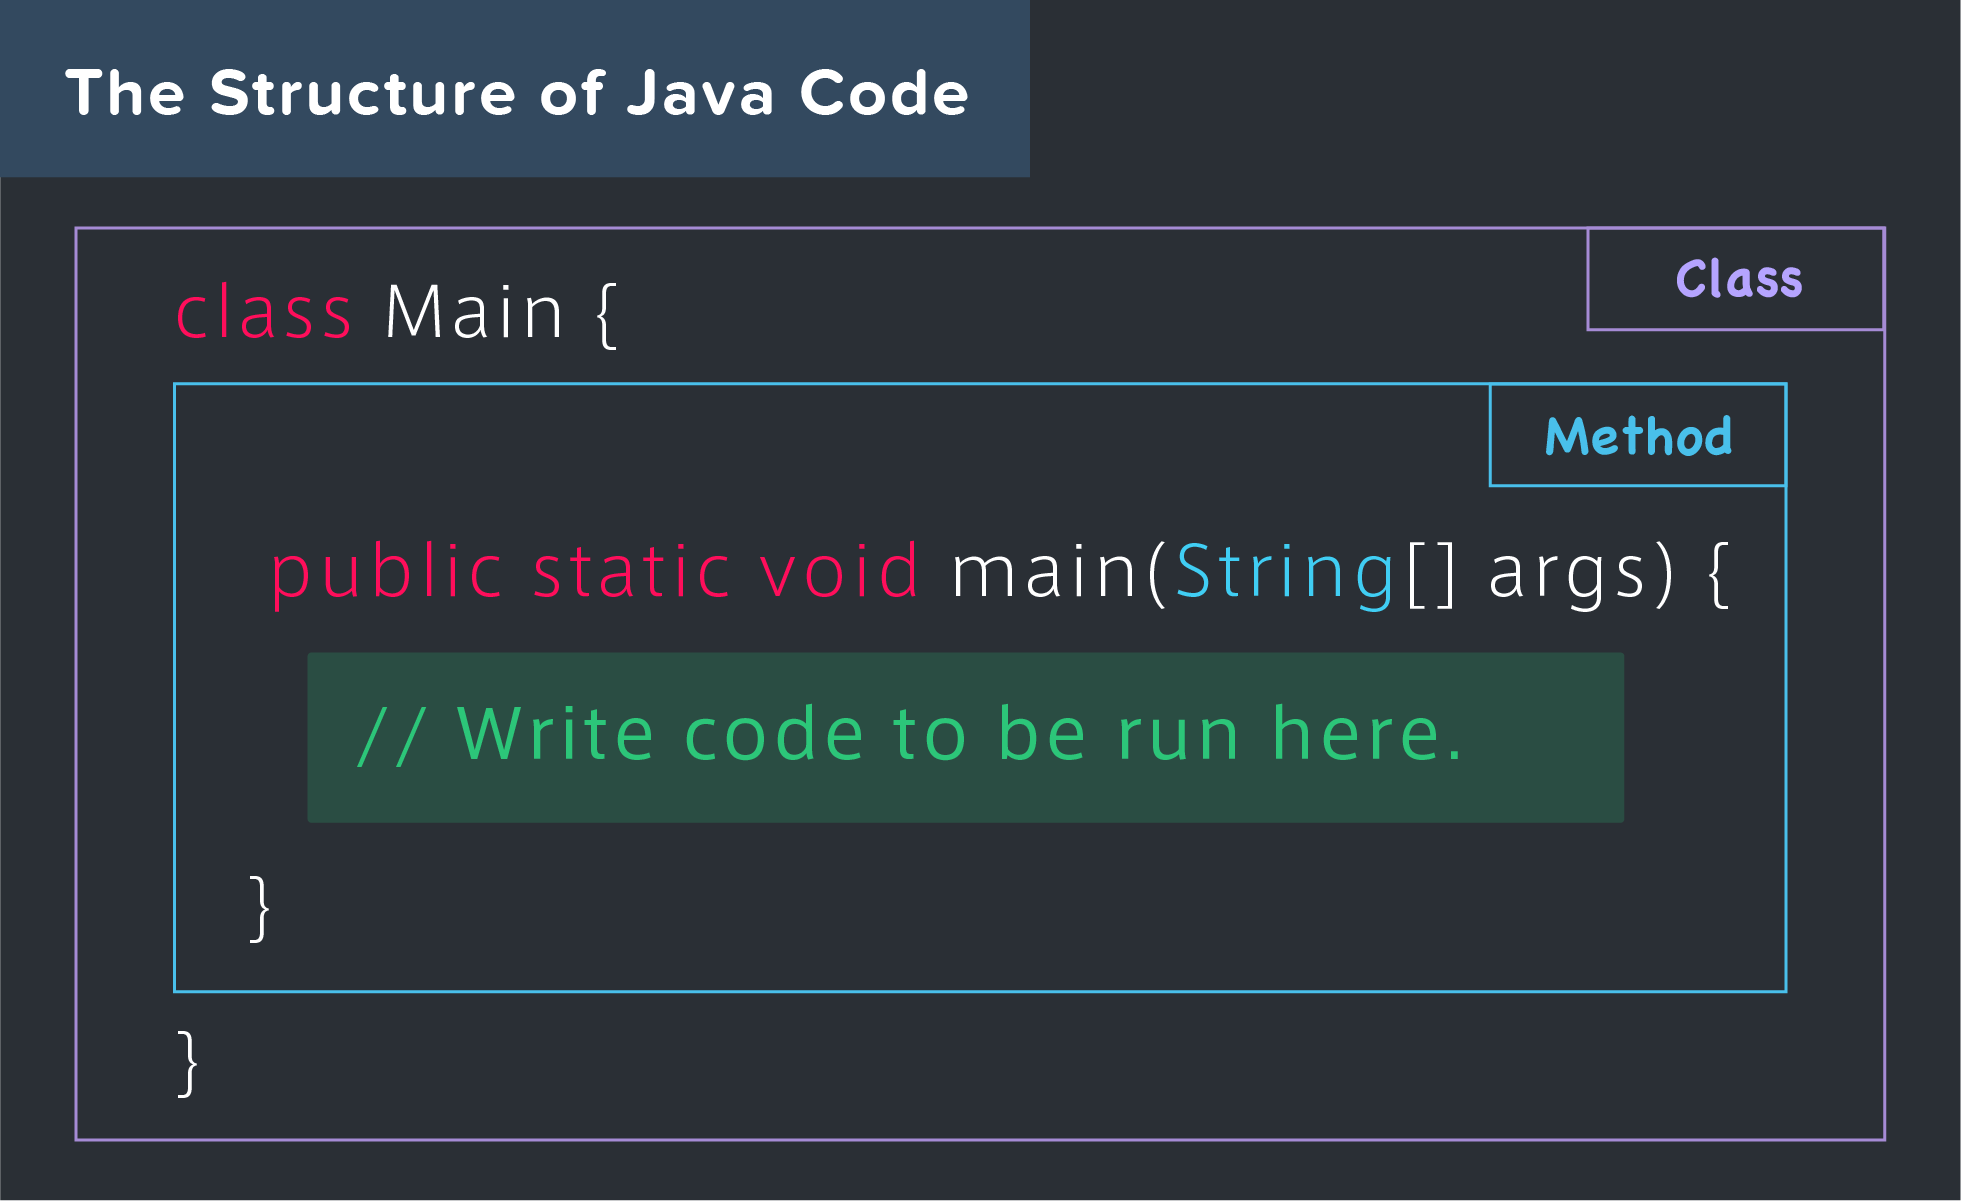 The Structure of Java Code
Class
class Main {
Method
public static void main(String[] args) {
// Write code to be run here.
}
}